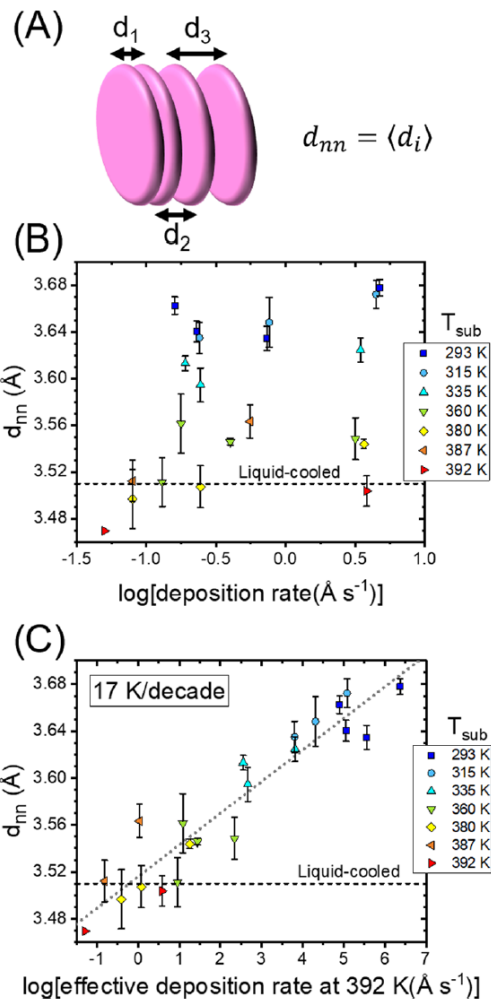 (A)
d₁ d₃
dₙₙ = ⟨dᵢ⟩
d₂
(B)
3.68
3.64
3.60
3.56
3.52
3.48
dₙₙ (Å)
Liquid-cooled
-1.5 -1.0 -0.5 0.0 0.5 1.0
log[deposition rate(Å s⁻¹)]
T_sub
293 K
315 K
335 K
360 K
380 K
387 K
392 K
(C)
17 K/decade
3.68
3.64
3.60
3.56
3.52
3.48
dₙₙ (Å)
Liquid-cooled
-1 0 1 2 3 4 5 6 7
log[effective deposition rate at 392 K(Å s⁻¹)]
T_sub
293 K
315 K
335 K
360 K
380 K
387 K
392 K